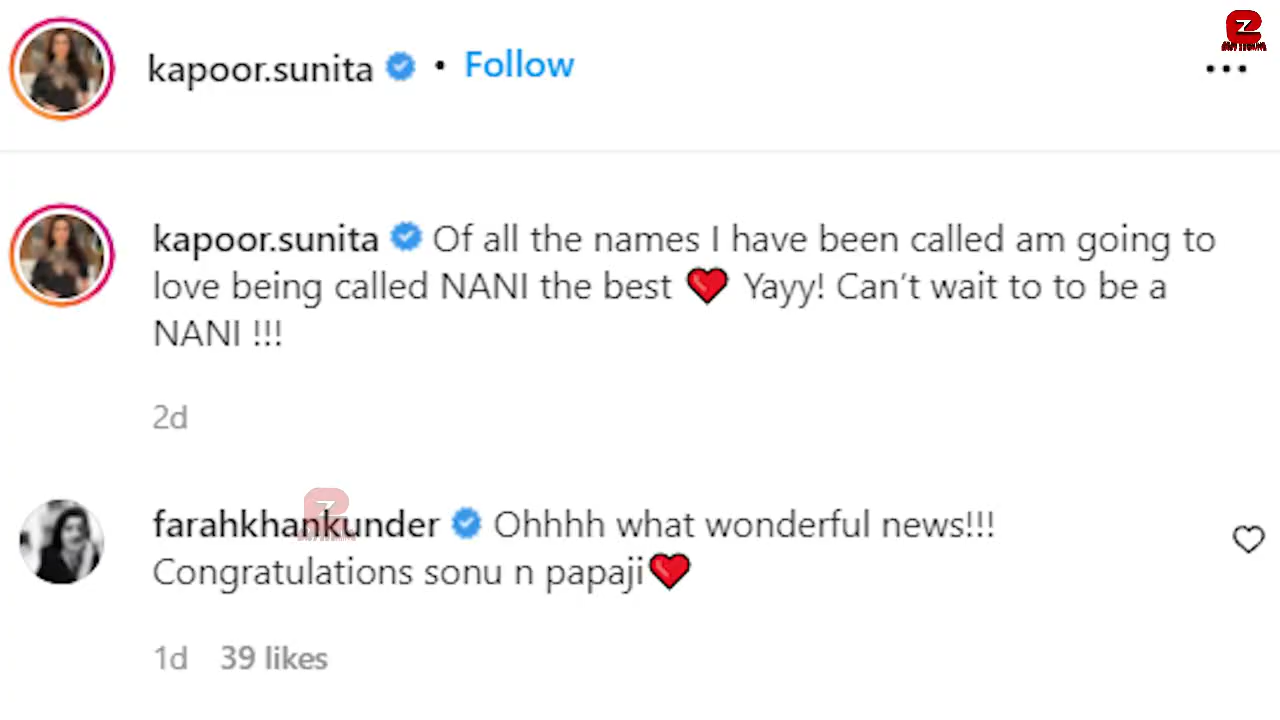 kapoor.sunita • Follow
kapoor.sunita Of all the names I have been called am going to
love being called NANI the best ❤️ Yayy! Can't wait to to be a
NANI !!!
2d
farahkhankunder Ohhhh what wonderful news!!!
Congratulations sonu n papaji❤️
1d 39 likes